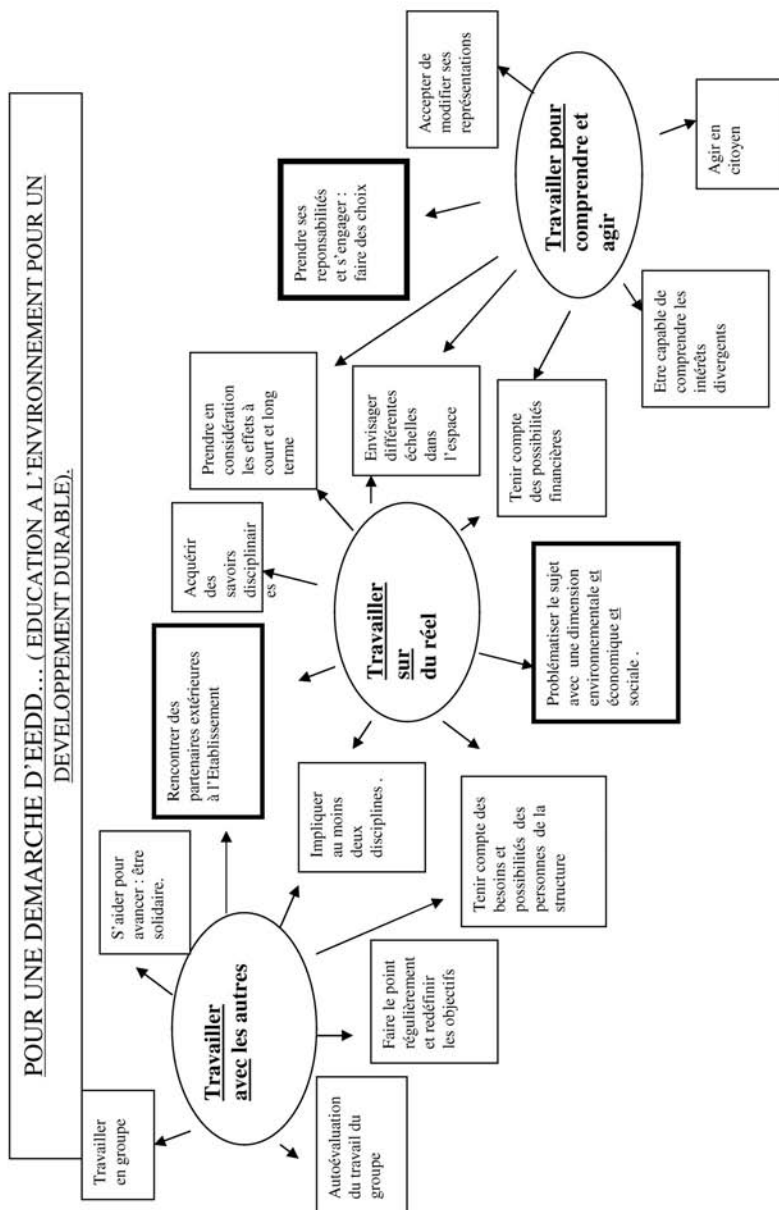 POUR UNE DEMARCHE D'EEDD… ( EDUCATION A L'ENVIRONNEMENT POUR UN
DEVELOPPEMENT DURABLE).
Travailler
en groupe
S'aider pour
avancer : être
solidaire.
Rencontrer des
partenaires extérieures
à l'Etablissement
Travailler
avec les autres
Impliquer
au moins
deux
disciplines .
Autoévaluation
du travail du
groupe
Faire le point
régulièrement
et redéfinir
les objectifs
Tenir compte des
besoins et
possibilités des
personnes de la
structure
Acquérir
des
savoirs
disciplinair
es
Prendre en
considération
les effets à
court et long
terme
Travailler
sur
du réel
Envisager
différentes
échelles
dans
l'espace
Tenir compte
des possibilités
financières
Problématiser le sujet
avec une dimension
environnementale et
économique et
sociale .
Prendre ses
reponsabilités
et s'engager :
faire des choix
Accepter de
modifier ses
représentations
Travailler pour
comprendre et
agir
Etre capable de
comprendre les
intérêts
divergents
Agir en
citoyen